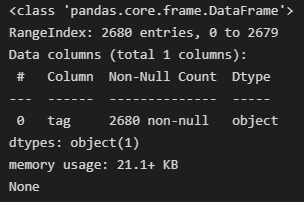 <class 'pandas.core.frame.DataFrame'>
RangeIndex: 2680 entries, 0 to 2679
Data columns (total 1 columns):
 #   Column  Non-Null Count  Dtype
---  ------  --------------  -----
 0   tag     2680 non-null   object
dtypes: object(1)
memory usage: 21.1+ KB
None